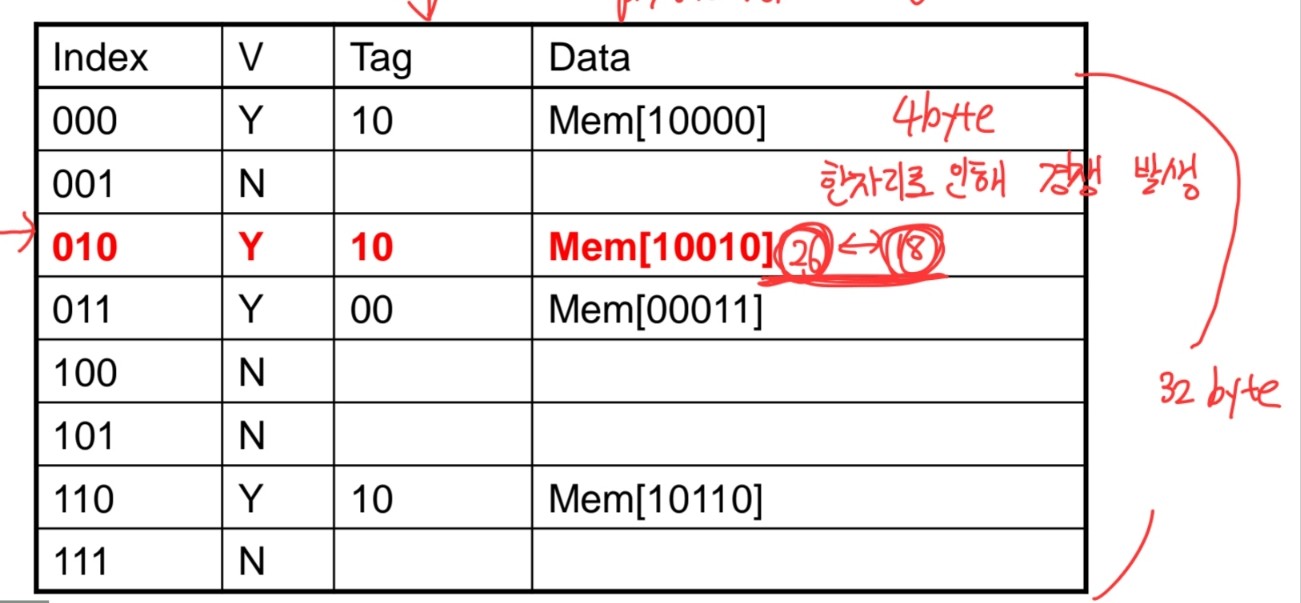 Index V Tag Data
000 Y 10 Mem[10000] 4byte
001 N 한자리로 인해 경쟁 발생
010 Y 10 Mem[10010] 26 ↔ 18
011 Y 00 Mem[00011]
100 N
32 byte
101 N
110 Y 10 Mem[10110]
111 N